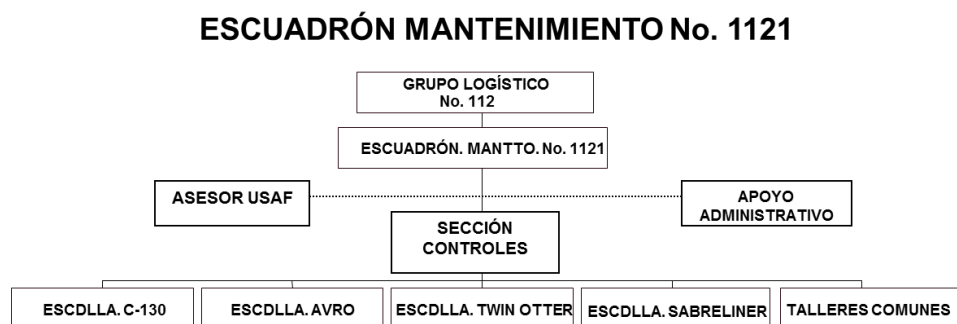 ESCUADRÓN MANTENIMIENTO No. 1121
GRUPO LOGÍSTICO
No. 112
ESCUADRÓN. MANTTO. No. 1121
ASESOR USAF
APOYO
ADMINISTRATIVO
SECCIÓN
CONTROLES
ESCDLLA. C-130
ESCDLLA. AVRO
ESCDLLA. TWIN OTTER
ESCDLLA. SABRELINER
TALLERES COMUNES